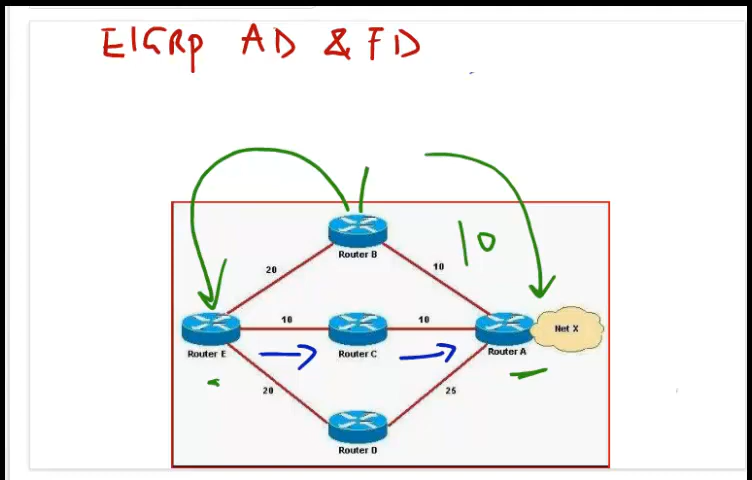 EIGRP AD & FD
10
Router B
20
10
10
10
Net X
Router E
Router C
Router A
20
25
Router D